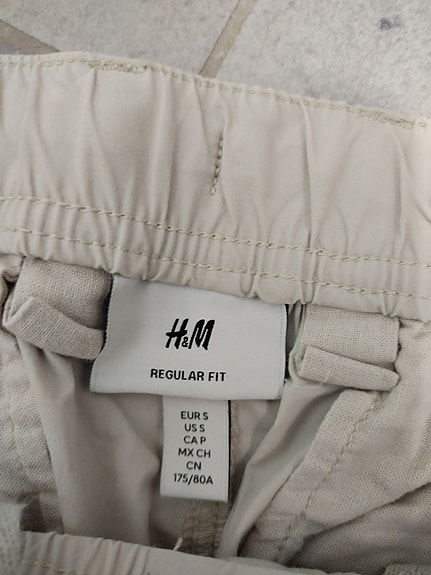 H&M
REGULAR FIT
EUR S
US S
CA P
MX CH
CN
175/80A